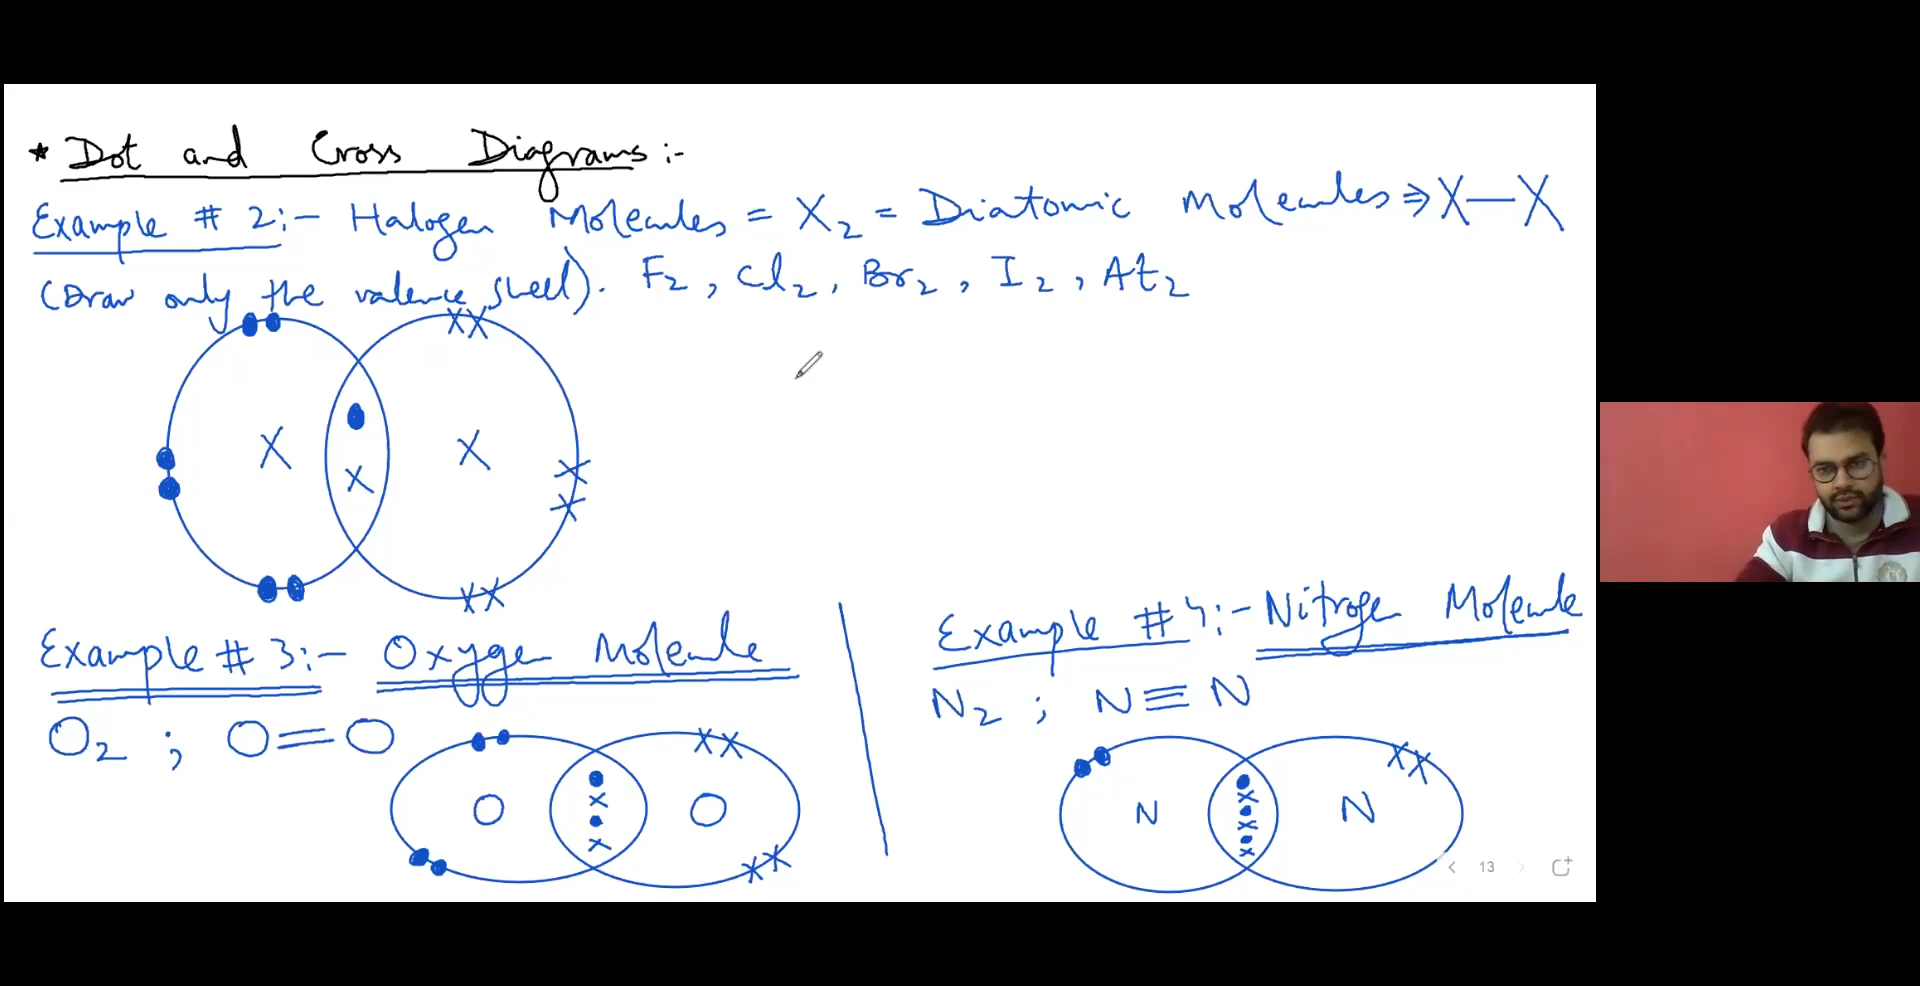 * Dot and Cross Diagrams :-
Example # 2:- Halogen Molecules = X₂ = Diatomic Molecules ⇒ X—X
(Draw only the valence shell). F₂, Cl₂, Br₂, I₂, At₂
X X X
Example # 3:- Oxygen Molecule
O₂ ; O=O
O O
Example # 4:- Nitrogen Molecule
N₂ ; N≡N
N N
< 13 >